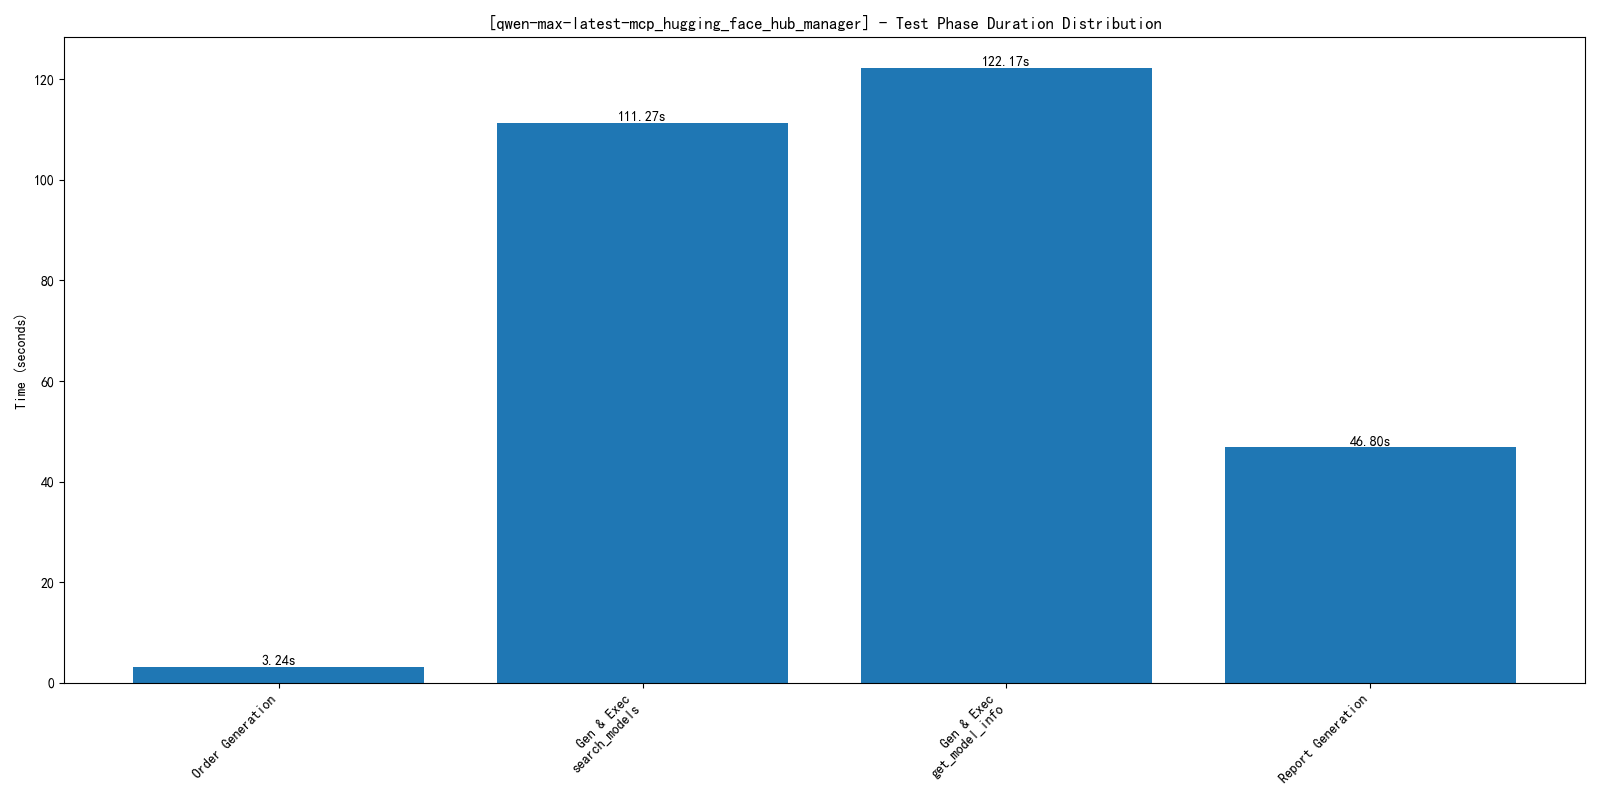 [qwen-max-latest-mcp_hugging_face_hub_manager] - Test Phase Duration Distribution
Time (seconds)
120
100
80
60
40
20
0
3.24s
111.27s
122.17s
46.80s
Order Generation
Gen & Exec
search_models
Gen & Exec
get_model_info
Report Generation